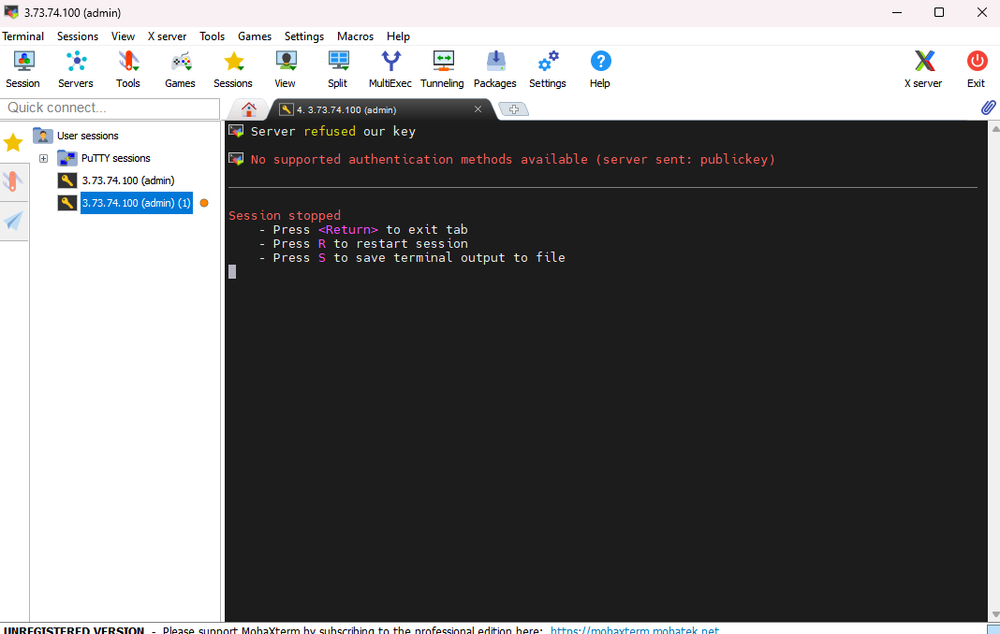 3.73.74.100 (admin)
Terminal Sessions View X server Tools Games Settings Macros Help
Session Servers Tools Games Sessions View Split MultiExec Tunneling Packages Settings Help X server Exit
Quick connect...
4. 3.73.74.100 (admin)
User sessions
PuTTY sessions
3.73.74.100 (admin)
3.73.74.100 (admin) (1)
Server refused our key
No supported authentication methods available (server sent: publickey)
Session stopped
- Press <Return> to exit tab
- Press R to restart session
- Press S to save terminal output to file
UNREGISTERED VERSION - Please support MobaXterm by subscribing to the professional edition here: https://mobaxterm.mobatek.net